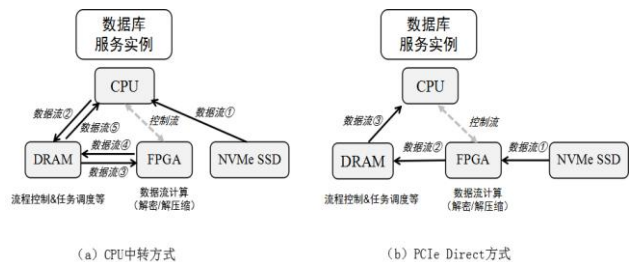 数据库
服务实例
CPU
数据流②
数据流⑤
数据流①
控制流
数据流④
DRAM
FPGA
NVMe SSD
数据流③
流程控制&任务调度等
数据流计算
(解密/解压缩)
(a) CPU中转方式
数据库
服务实例
CPU
数据流③
控制流
数据流②
数据流①
DRAM
FPGA
NVMe SSD
流程控制&任务调度等
数据流计算
(解密/解压缩)
(b) PCIe Direct方式